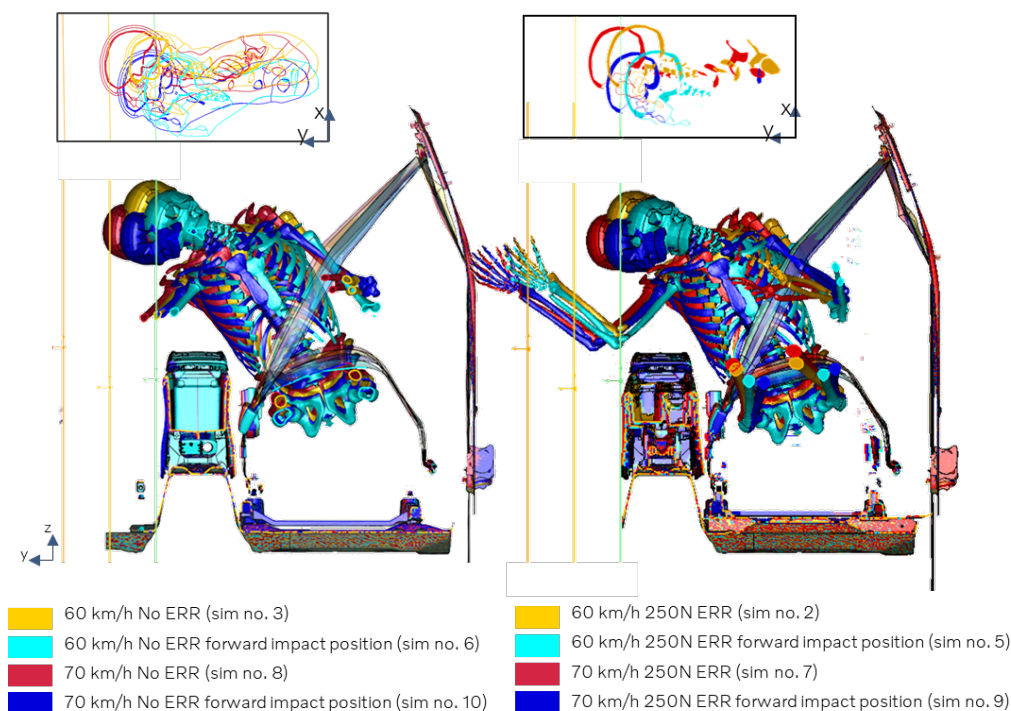 x
y
x
y
z
y
60 km/h No ERR (sim no. 3)
60 km/h No ERR forward impact position (sim no. 6)
70 km/h No ERR (sim no. 8)
70 km/h No ERR forward impact position (sim no. 10)
60 km/h 250N ERR (sim no. 2)
60 km/h 250N ERR forward impact position (sim no. 5)
70 km/h 250N ERR (sim no. 7)
70 km/h 250N ERR forward impact position (sim no. 9)